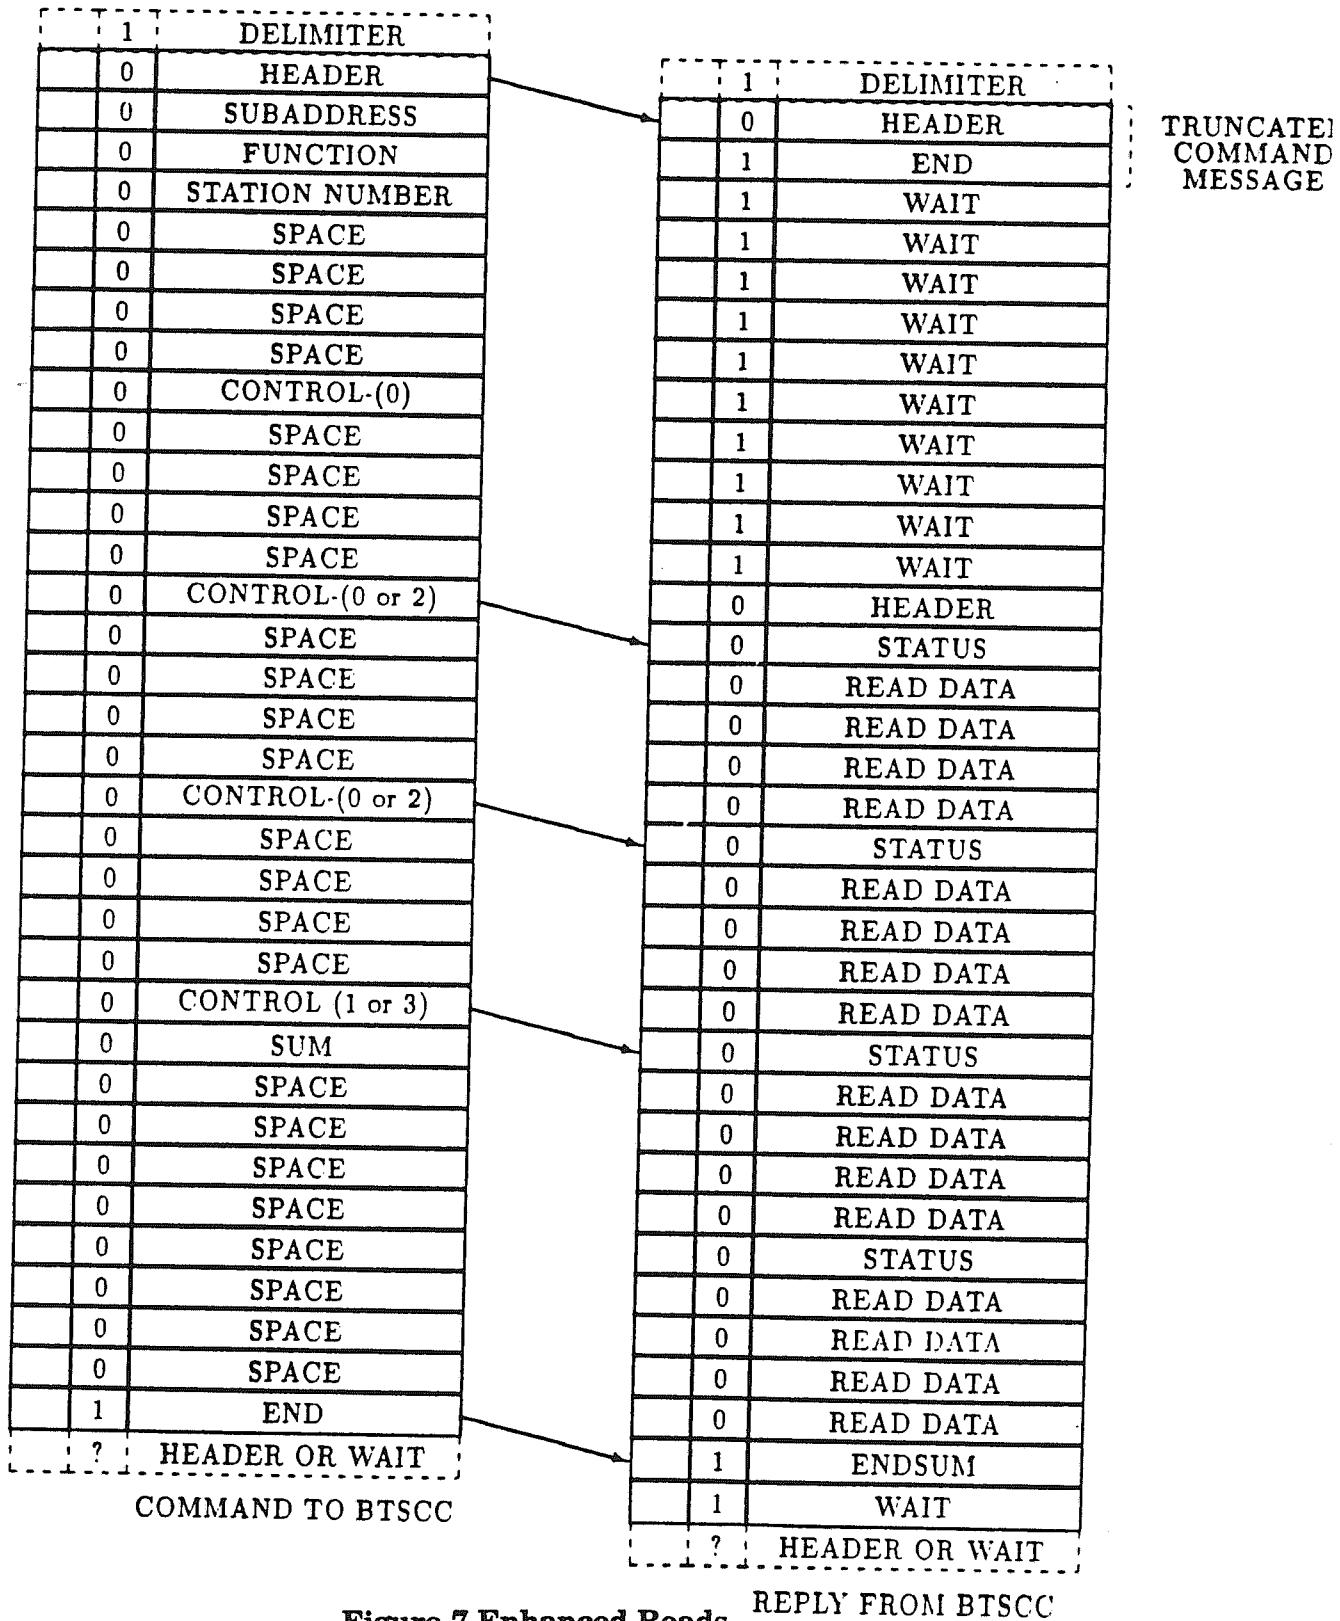 1 DELIMITER
0 HEADER
0 SUBADDRESS
0 FUNCTION
0 STATION NUMBER
0 SPACE
0 SPACE
0 SPACE
0 SPACE
0 CONTROL-(0)
0 SPACE
0 SPACE
0 SPACE
0 SPACE
0 CONTROL-(0 or 2)
0 SPACE
0 SPACE
0 SPACE
0 SPACE
0 CONTROL-(0 or 2)
0 SPACE
0 SPACE
0 SPACE
0 SPACE
0 CONTROL (1 or 3)
0 SUM
0 SPACE
0 SPACE
0 SPACE
0 SPACE
0 SPACE
0 SPACE
0 SPACE
0 SPACE
1 END
? HEADER OR WAIT
COMMAND TO BTSCC
1 DELIMITER
0 HEADER
1 END
1 WAIT
1 WAIT
1 WAIT
1 WAIT
1 WAIT
1 WAIT
1 WAIT
1 WAIT
1 WAIT
1 WAIT
0 HEADER
0 STATUS
0 READ DATA
0 READ DATA
0 READ DATA
0 READ DATA
0 STATUS
0 READ DATA
0 READ DATA
0 READ DATA
0 READ DATA
0 STATUS
0 READ DATA
0 READ DATA
0 READ DATA
0 READ DATA
0 STATUS
0 READ DATA
0 READ DATA
0 READ DATA
0 READ DATA
1 ENDSUM
1 WAIT
? HEADER OR WAIT
REPLY FROM BTSCC
TRUNCATE
COMMAND
MESSAGE
Figure 7 Enhanced Reads